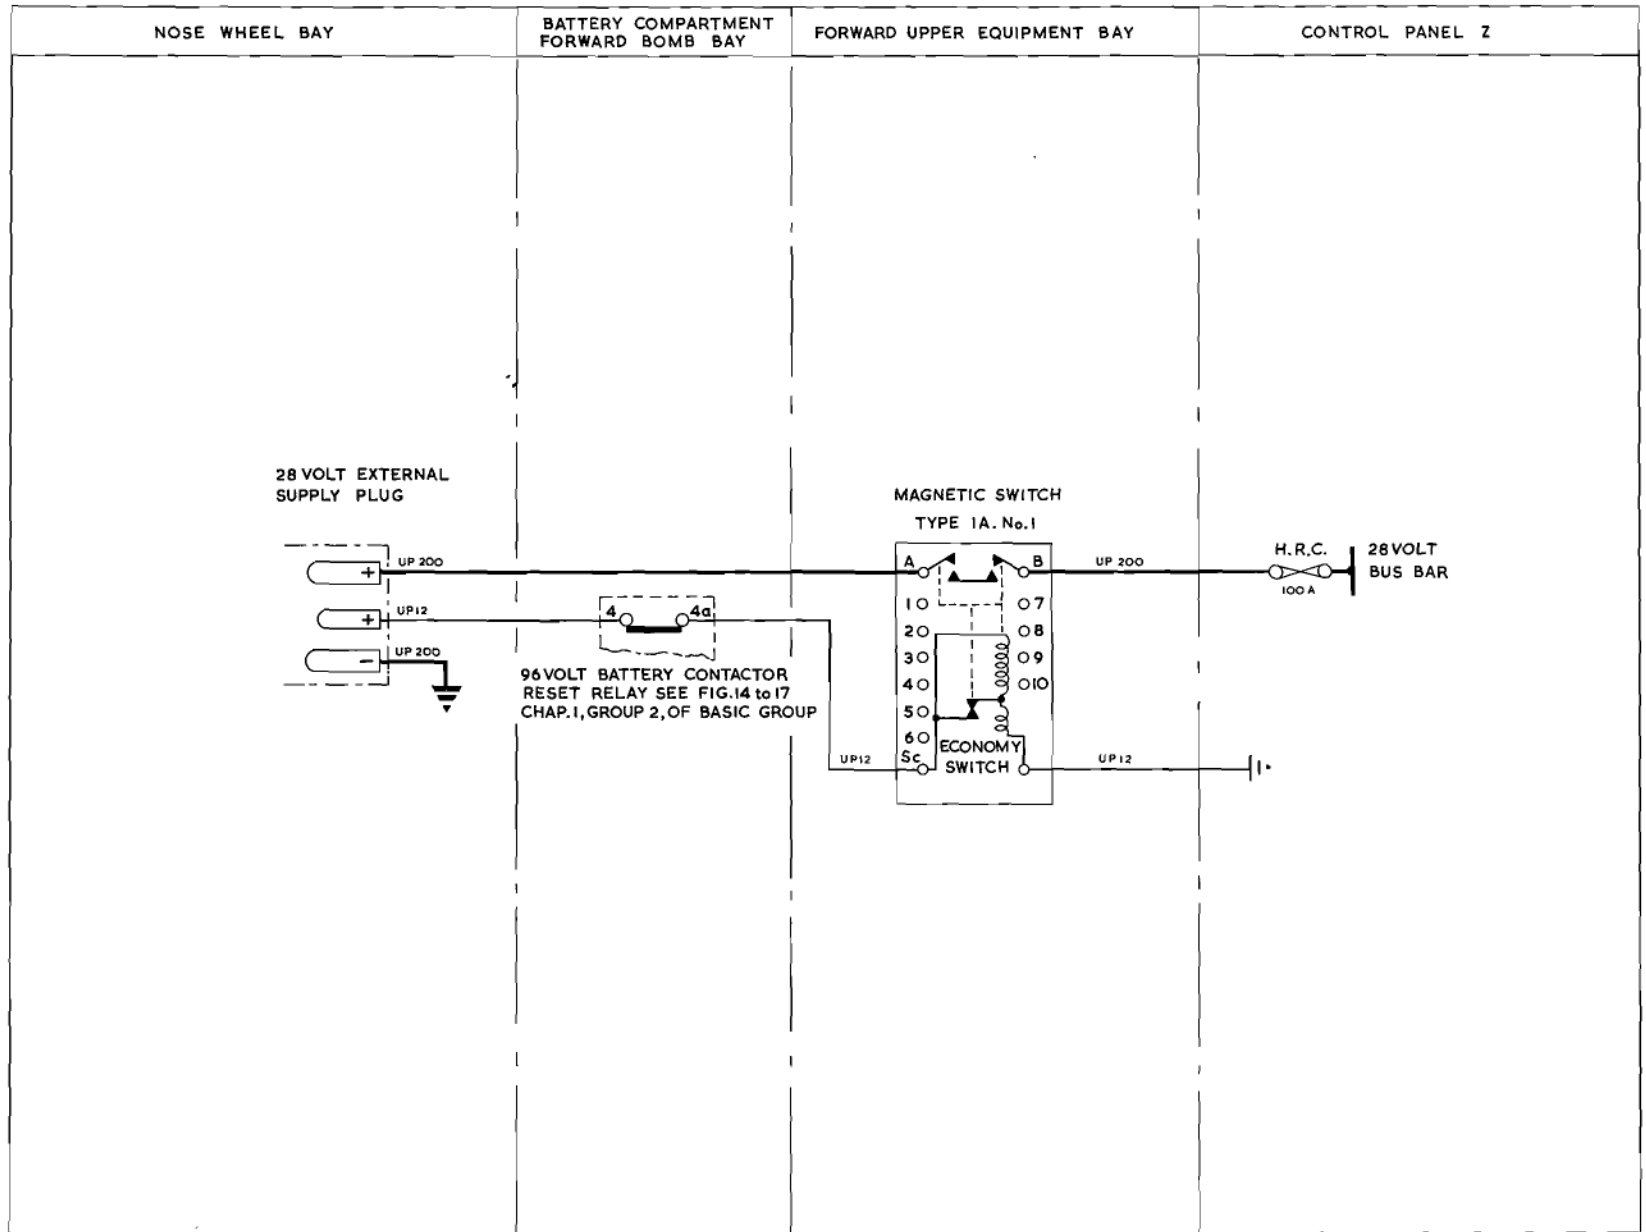 NOSE WHEEL BAY
BATTERY COMPARTMENT
FORWARD BOMB BAY
FORWARD UPPER EQUIPMENT BAY
CONTROL PANEL Z
28 VOLT EXTERNAL
SUPPLY PLUG
+
UP 200
+
UP12
−
UP 200
4
4a
96 VOLT BATTERY CONTACTOR
RESET RELAY SEE FIG.14 to 17
CHAP.1, GROUP 2, OF BASIC GROUP
UP12
MAGNETIC SWITCH
TYPE 1A. No.1
A
B
1
7
2
8
3
9
4
10
5
6
Sc
ECONOMY
SWITCH
UP 200
UP12
H.R.C.
100 A
28 VOLT
BUS BAR